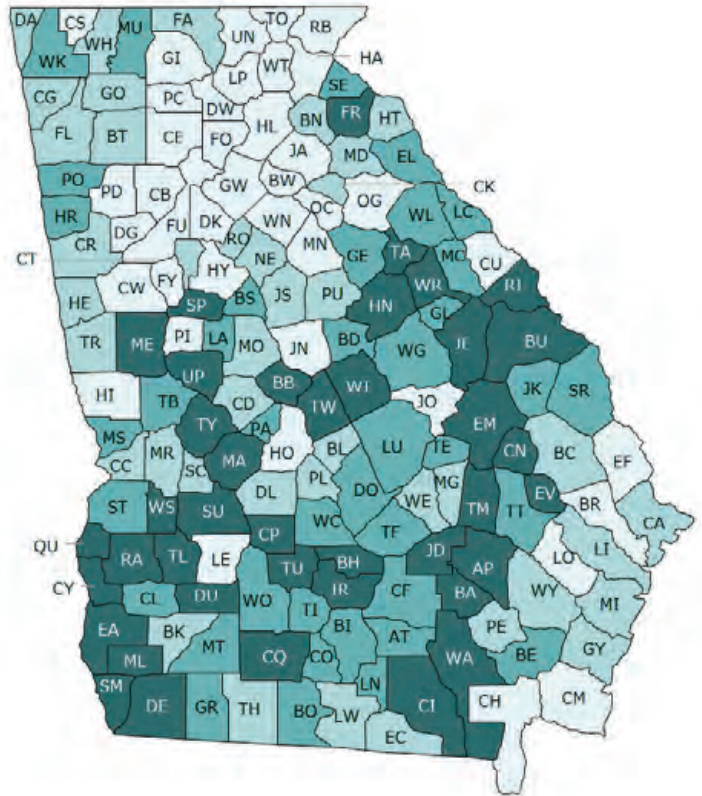 DA CS MU FA UN TO RB
WH
WK GI LP WT HA
SE
CG GO PC DW BN FR HT
FL BT CE FO HL JA MD EL
PO PD CB GW BW OG CK
HR DG FU DK WN OC WL LC
CT CR RO NE MN GE TA MC CU
HE CW FY HY SP BS JS PU HN WR GL RI
TR ME PI LA MO JN BD WG JE BU
UP BB WI
HI TB CD TW JO JK SR
MS TY PA HO EM
CC MR SC MA BL LU TE CN BC EF
DL PL DO WE MG EV BR
ST WS SU WC TM TT CA
QU CP TF JD LO LI
RA TL LE TU BH AP
CY CL DU WO TI IR CF BA WY MI
EA BK MT CQ BI AT PE
ML CO WA BE GY
SM DE GR TH BO LW LN CI CH CM
EC